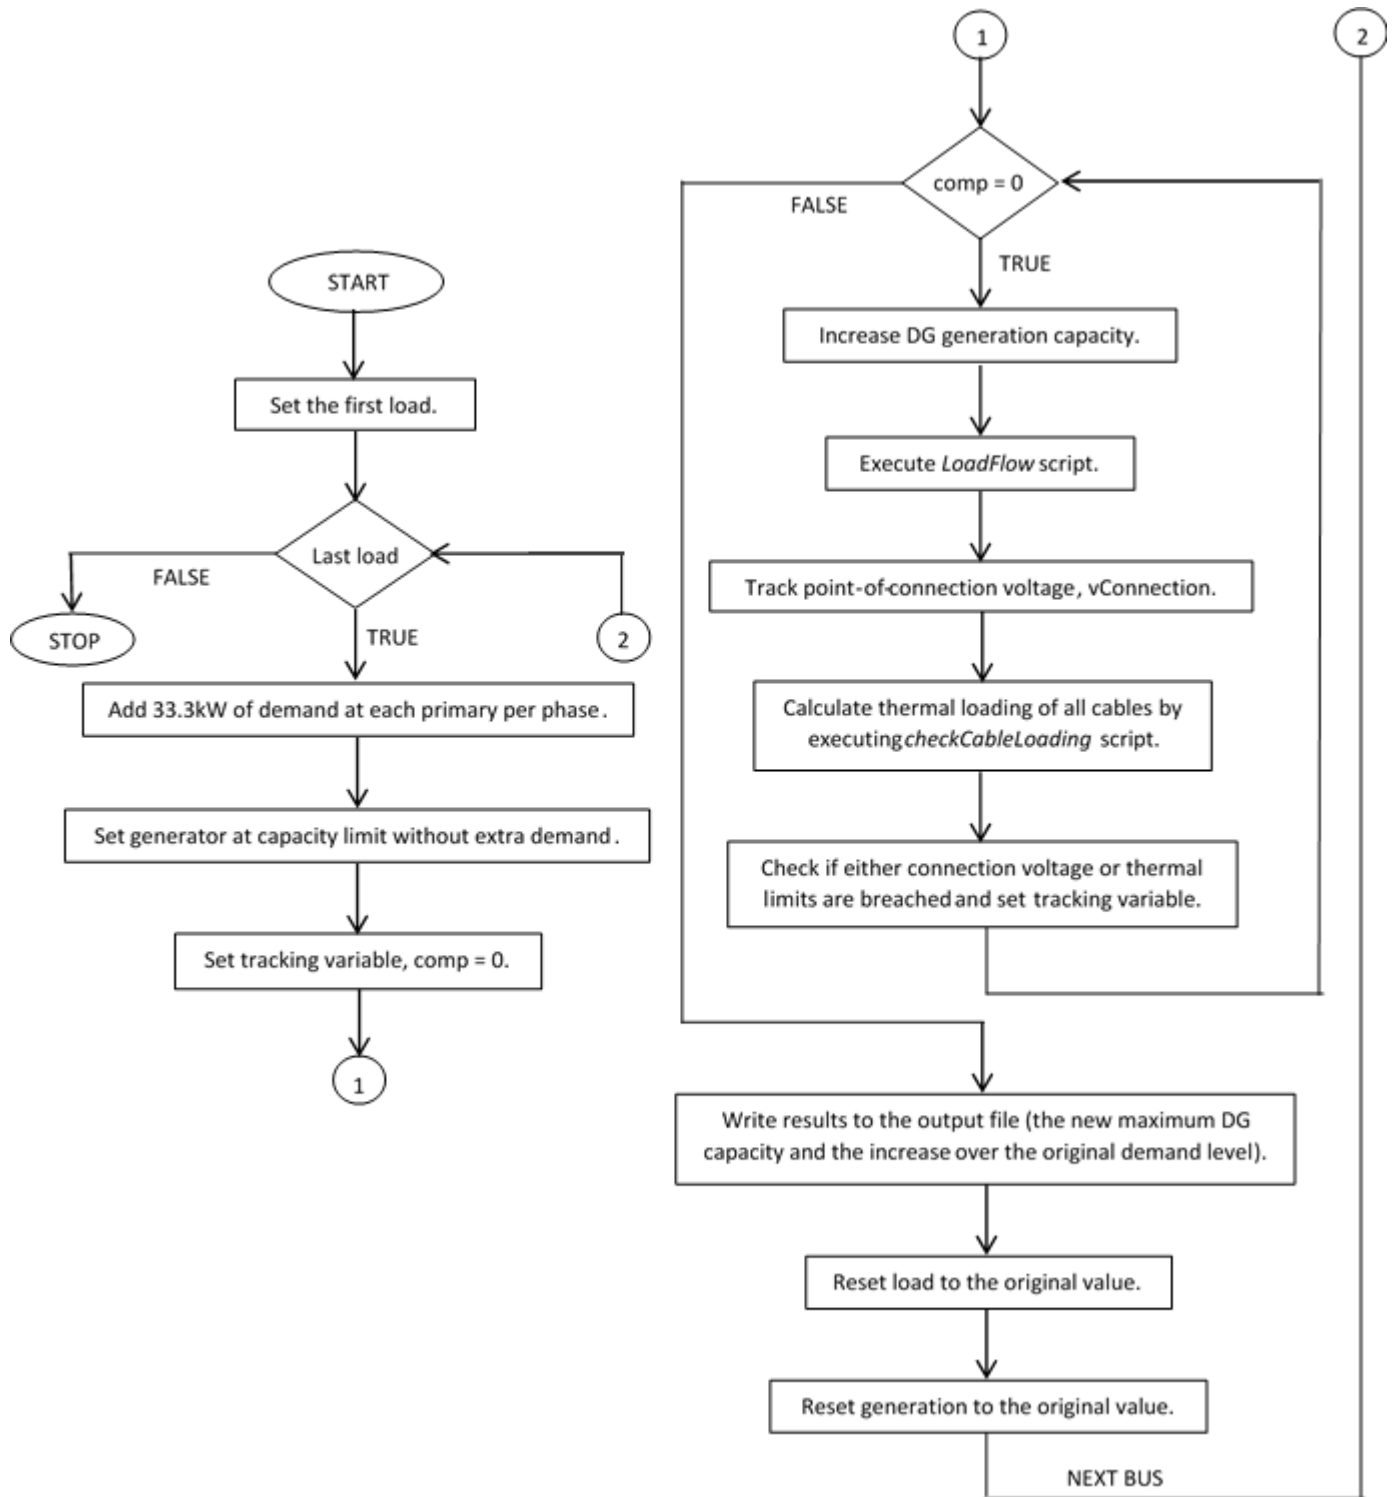 START
Set the first load.
Last load
FALSE
STOP
TRUE
2
Add 33.3kW of demand at each primary per phase.
Set generator at capacity limit without extra demand.
Set tracking variable, comp = 0.
1
1
2
comp = 0
FALSE
TRUE
Increase DG generation capacity.
Execute LoadFlow script.
Track point-of-connection voltage, vConnection.
Calculate thermal loading of all cables by
executing checkCableLoading script.
Check if either connection voltage or thermal
limits are breached and set tracking variable.
Write results to the output file (the new maximum DG
capacity and the increase over the original demand level).
Reset load to the original value.
Reset generation to the original value.
NEXT BUS